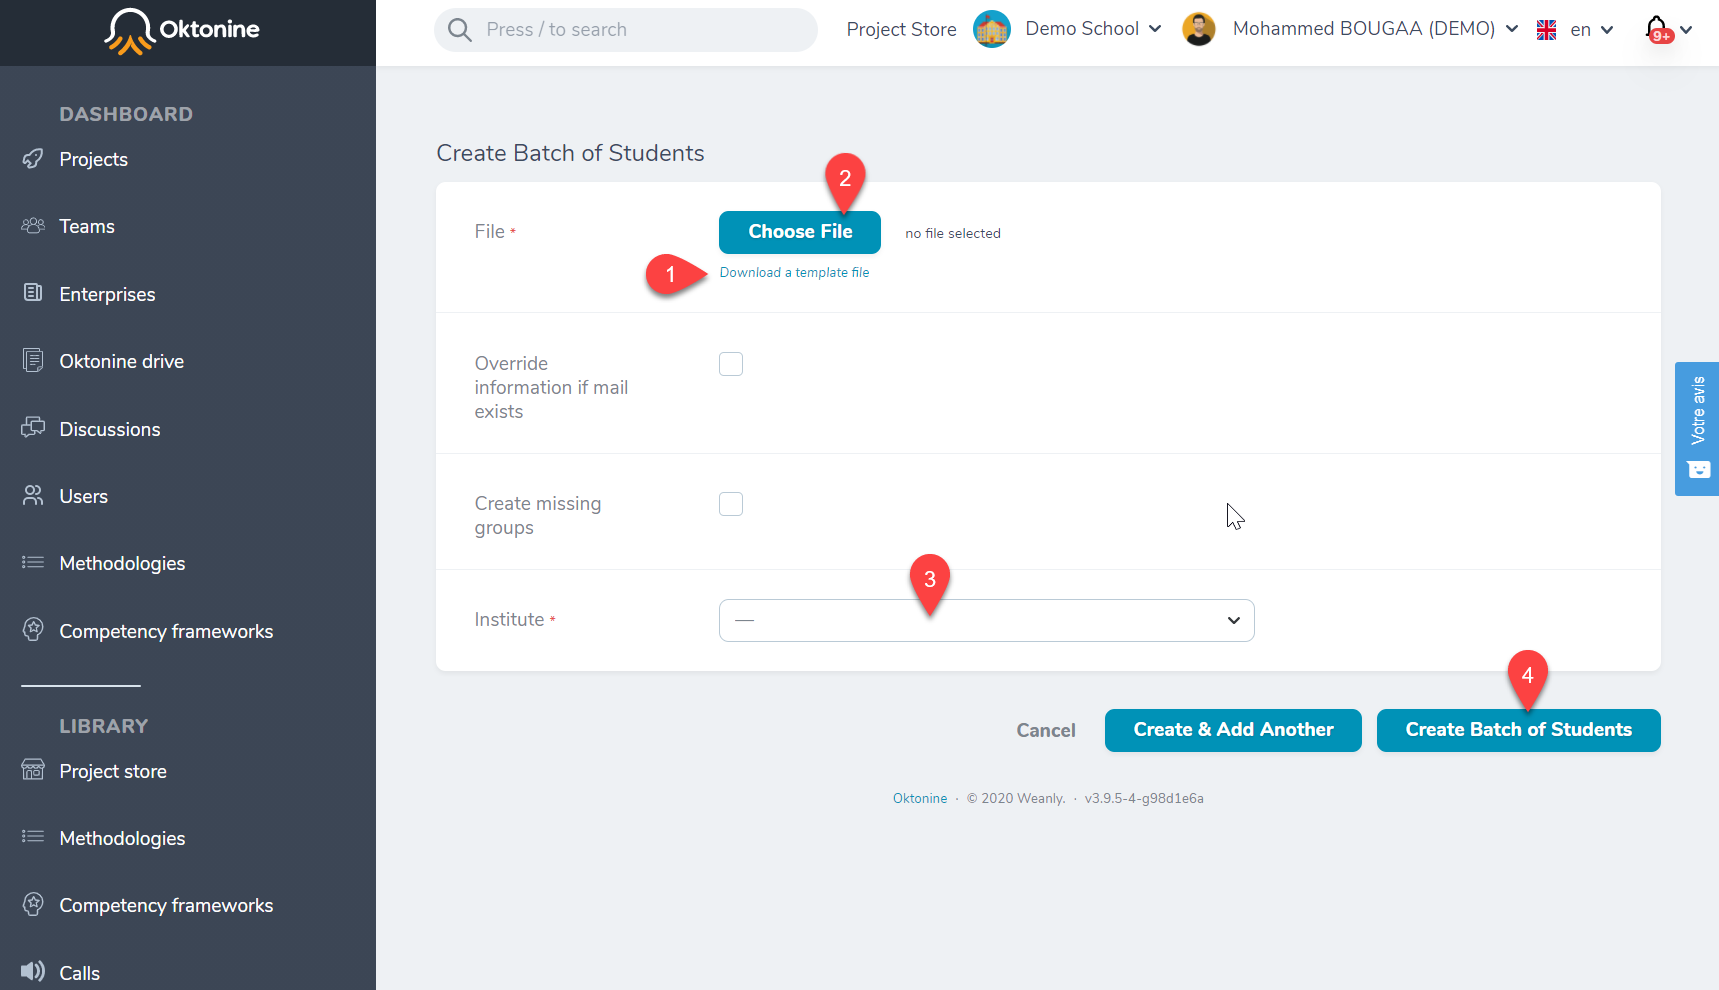 Oktonine
Press / to search
Project Store
Demo School
Mohammed BOUGAA (DEMO)
en
9+
DASHBOARD
Projects
Teams
Enterprises
Oktonine drive
Discussions
Users
Methodologies
Competency frameworks
LIBRARY
Project store
Methodologies
Competency frameworks
Calls
Create Batch of Students
2
File *
Choose File
no file selected
1
Download a template file
Override
information if mail
exists
Create missing
groups
3
Institute *
—
4
Cancel
Create & Add Another
Create Batch of Students
Oktonine · © 2020 Weanly. · v3.9.5-4-g98d1e6a
Votre avis